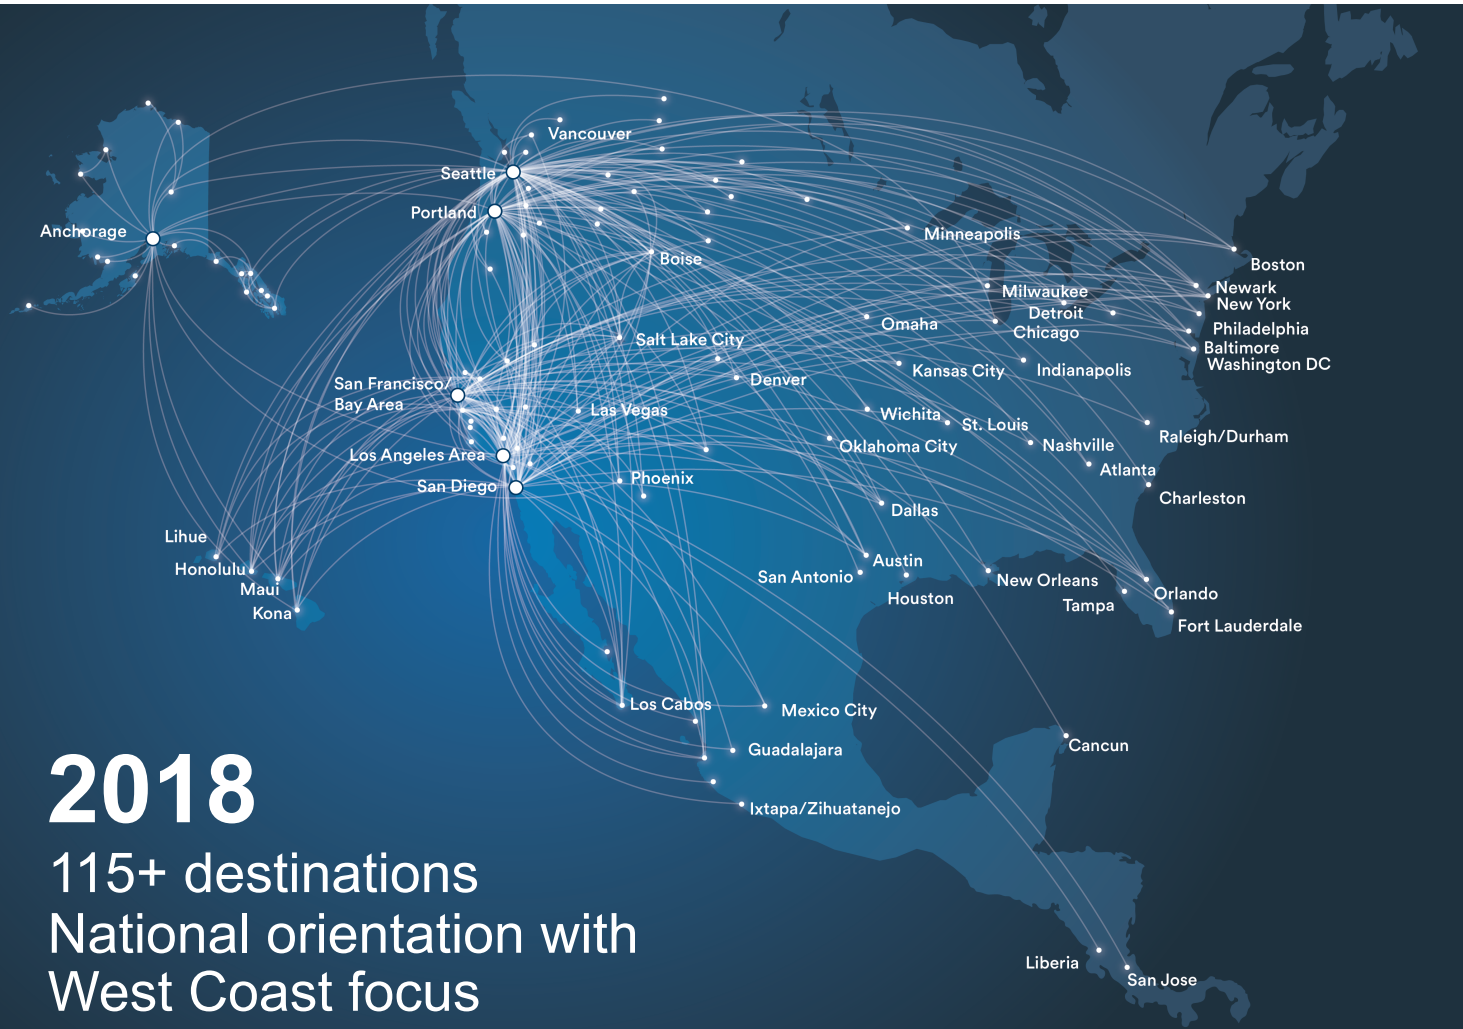 Vancouver
Seattle
Portland
Anchorage
Minneapolis
Boise
Boston
Newark
Milwaukee
New York
Detroit
Omaha
Philadelphia
Chicago
Salt Lake City
Baltimore
Washington DC
Kansas City
Indianapolis
Denver
San Francisco/
Bay Area
Las Vegas
Wichita
St. Louis
Raleigh/Durham
Oklahoma City
Nashville
Los Angeles Area
Atlanta
Phoenix
San Diego
Charleston
Dallas
Lihue
Austin
Honolulu
San Antonio
New Orleans
Maui
Houston
Orlando
Tampa
Kona
Fort Lauderdale
Los Cabos
Mexico City
Cancun
Guadalajara
Ixtapa/Zihuatanejo
2018
115+ destinations
National orientation with
West Coast focus
Liberia
San Jose